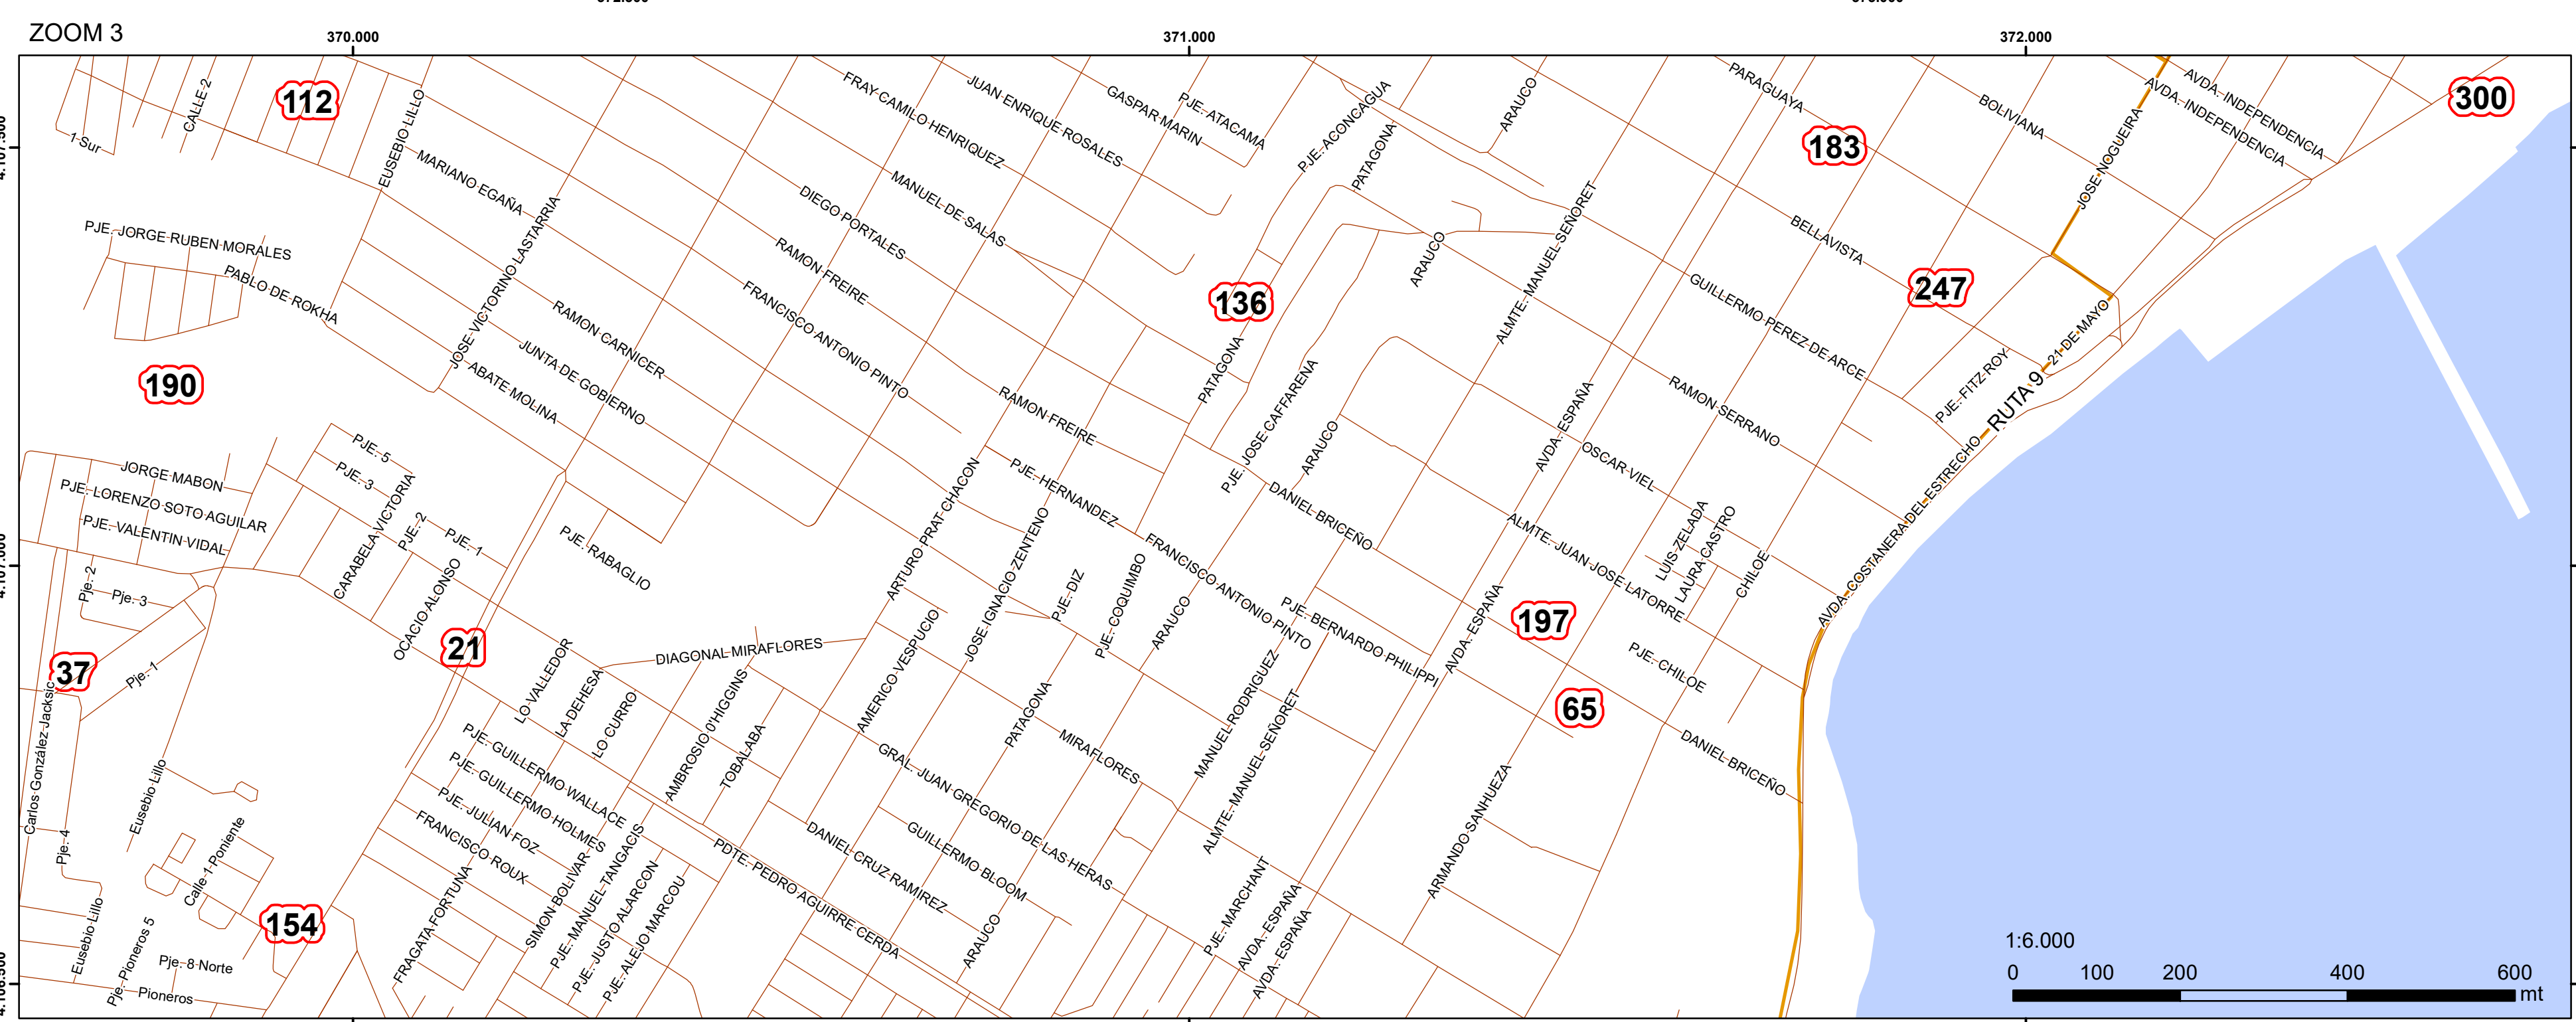 ZOOM 3
370.000
371.000
372.000
112
CALLE 2
1 Sur
EUSEBIO LILLO
MARIANO EGAÑA
FRAY CAMILO HENRIQUEZ
JUAN ENRIQUE ROSALES
GASPAR MARIN
PJE. ATACAMA
PJE. ACONCAGUA
PATAGONA
ARAUCO
PARAGUAYA
BOLIVIANA
AVDA. INDEPENDENCIA
AVDA. INDEPENDENCIA
300
183
JOSE NOGUEIRA
MANUEL DE SALAS
DIEGO PORTALES
RAMON FREIRE
FRANCISCO ANTONIO PINTO
JOSE VICTORINO LASTARRIA
PJE. JORGE RUBEN MORALES
PABLO DE ROKHA
RAMON CARNICER
JUNTA DE GOBIERNO
ABATE MOLINA
136
ARAUCO
ALMTE. MANUEL SEÑORET
BELLAVISTA
247
GUILLERMO PEREZ DE ARCE
21 DE MAYO
PJE. FITZ-ROY
RUTA 9
190
PATAGONA
PJE. JOSE CAFFARENA
ARAUCO
AVDA. ESPAÑA
RAMON SERRANO
OSCAR VIEL
RAMON FREIRE
PJE. HERNANDEZ
DANIEL BRICEÑO
PJE. 5
PJE. 3
JORGE MABON
PJE. LORENZO SOTO AGUILAR
PJE. VALENTIN VIDAL
CARABELA VICTORIA
PJE. 2
PJE. 1
OCACIO ALONSO
PJE. RABAGLIO
ARTURO PRAT CHACON
JOSE IGNACIO ZENTENO
FRANCISCO ANTONIO PINTO
ALMTE. JUAN JOSE LATORRE
LUIS ZELADA
LAURA CASTRO
CHILOE
AVDA. COSTANERA DEL ESTRECHO
Pje. 2
Pje. 3
37
Pje. 1
21
PJE. DIZ
PJE. COQUIMBO
ARAUCO
PJE. BERNARDO PHILIPPI
AVDA. ESPAÑA
197
65
PJE. CHILOE
DANIEL BRICEÑO
DIAGONAL MIRAFLORES
LO VALLEDOR
LA DEHESA
LO CURRO
AMBROSIO O'HIGGINS
TOBALABA
AMERICO VESPUCIO
PATAGONA
MIRAFLORES
MANUEL RODRIGUEZ
ALMTE. MANUEL SEÑORET
ARMANDO SANHUEZA
Carlos González Jacksic
Eusebio Lillo
Pje. 4
PJE. GUILLERMO WALLACE
PJE. GUILLERMO HOLMES
PJE. JULIAN FOZ
FRANCISCO ROUX
GRAL. JUAN GREGORIO DE LAS HERAS
GUILLERMO BLOOM
DANIEL CRUZ RAMIREZ
PDTE. PEDRO AGUIRRE CERDA
Calle 1 Poniente
154
Eusebio Lillo
Pje. Pioneros 5
Pje. 8 Norte
Pioneros
FRAGATA FORTUNA
SIMON BOLIVAR
PJE. MANUEL TANGACIS
PJE. JUSTO ALARCON
PJE. ALEJO MARCOU
ARAUCO
PJE. MARCHANT
AVDA. ESPAÑA
AVDA. ESPAÑA
1:6.000
0 100 200 400 600
mt